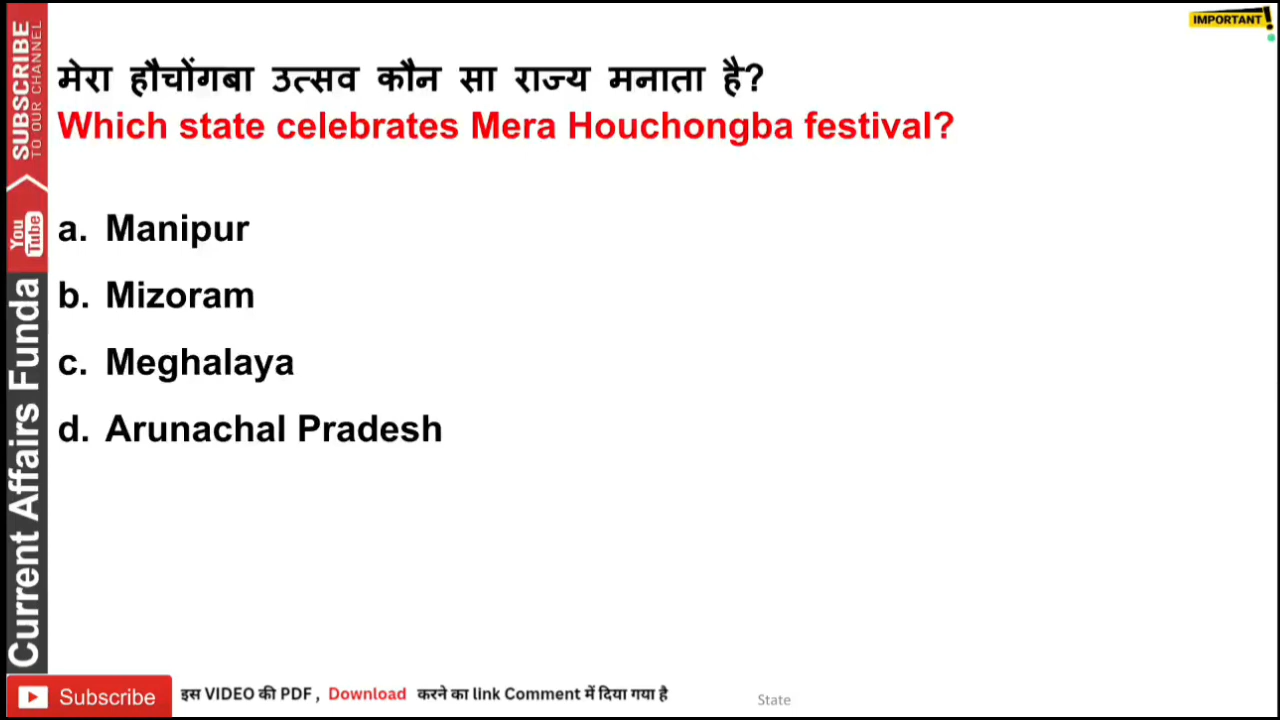 IMPORTANT!
मेरा हौचोंगबा उत्सव कौन सा राज्य मनाता है?
Which state celebrates Mera Houchongba festival?
a. Manipur
b. Mizoram
c. Meghalaya
d. Arunachal Pradesh
SUBSCRIBE
TO OUR CHANNEL
You Tube
Current Affairs Funda
Subscribe
इस VIDEO की PDF , Download करने का link Comment में दिया गया है
State